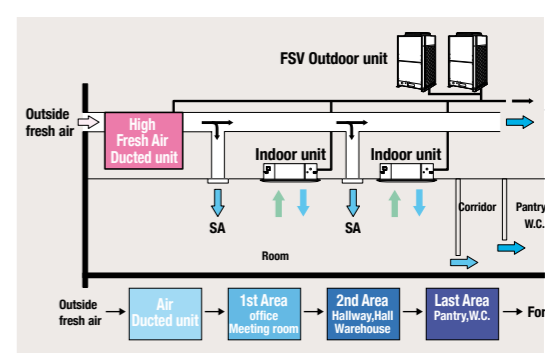 FSV Outdoor unit
Outside
fresh air
High
Fresh Air
Ducted unit
Indoor unit
Indoor unit
SA
SA
Corridor
Pantry
W.C.
Room
Outside
fresh air
Air
Ducted unit
1st Area
office
Meeting room
2nd Area
Hallway,Hall
Warehouse
Last Area
Pantry,W.C.